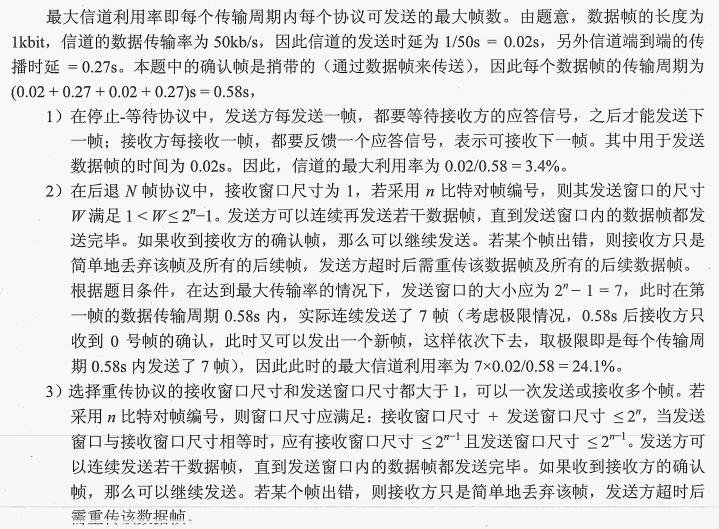 最大信道利用率即每个传输周期内每个协议可发送的最大帧数。由题意，数据帧的长度为
1kbit，信道的数据传输率为 50kb/s，因此信道的发送时延为 1/50s = 0.02s，另外信道端到端的传
播时延 = 0.27s。本题中的确认帧是捎带的（通过数据帧来传送），因此每个数据帧的传输周期为
(0.02 + 0.27 + 0.02 + 0.27)s = 0.58s，
1）在停止-等待协议中，发送方每发送一帧，都要等待接收方的应答信号，之后才能发送下
一帧；接收方每接收一帧，都要反馈一个应答信号，表示可接收下一帧。其中用于发送
数据帧的时间为 0.02s。因此，信道的最大利用率为 0.02/0.58 = 3.4%。
2）在后退 N 帧协议中，接收窗口尺寸为 1，若采用 n 比特对帧编号，则其发送窗口的尺寸
W 满足 1 < W ≤ 2ⁿ−1。发送方可以连续再发送若干数据帧，直到发送窗口内的数据帧都发
送完毕。如果收到接收方的确认帧，那么可以继续发送。若某个帧出错，则接收方只是
简单地丢弃该帧及所有的后续帧，发送方超时后需重传该数据帧及所有的后续数据帧。
根据题目条件，在达到最大传输率的情况下，发送窗口的大小应为 2ⁿ − 1 = 7，此时在第
一帧的数据传输周期 0.58s 内，实际连续发送了 7 帧（考虑极限情况，0.58s 后接收方只
收到 0 号帧的确认，此时又可以发出一个新帧，这样依次下去，取极限即是每个传输周
期 0.58s 内发送了 7 帧），因此此时的最大信道利用率为 7×0.02/0.58 = 24.1%。
3）选择重传协议的接收窗口尺寸和发送窗口尺寸都大于 1，可以一次发送或接收多个帧。若
采用 n 比特对帧编号，则窗口尺寸应满足：接收窗口尺寸 + 发送窗口尺寸 ≤ 2ⁿ，当发送
窗口与接收窗口尺寸相等时，应有接收窗口尺寸 ≤ 2ⁿ⁻¹ 且发送窗口尺寸 ≤ 2ⁿ⁻¹。发送方可
以连续发送若干数据帧，直到发送窗口内的数据帧都发送完毕。如果收到接收方的确认
帧，那么可以继续发送。若某个帧出错，则接收方只是简单地丢弃该帧，发送方超时后
需重传该数据帧。